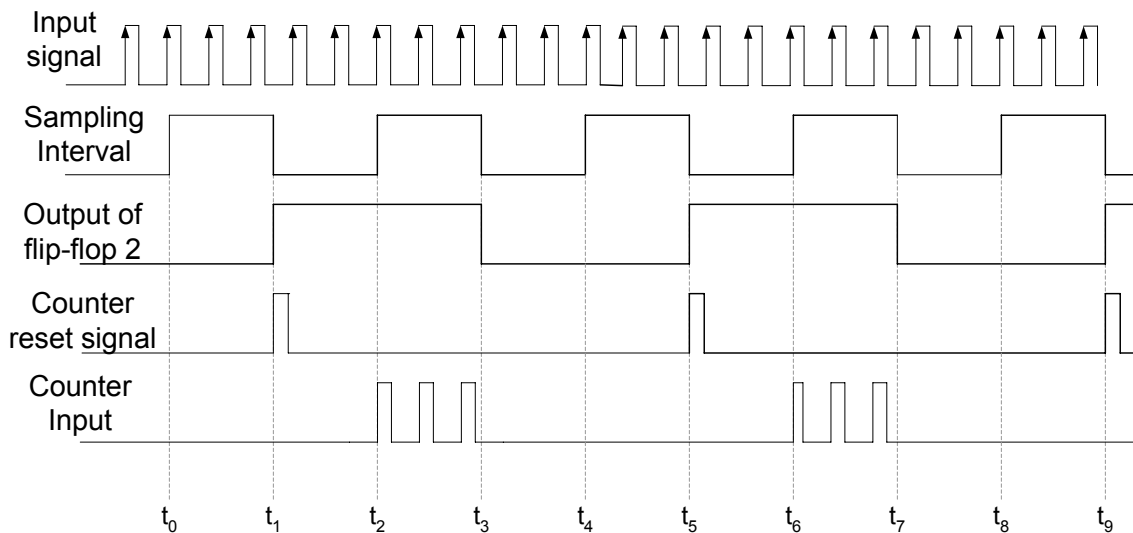 Input
signal
Sampling
Interval
Output of
flip-flop 2
Counter
reset signal
Counter
Input
t0 t1 t2 t3 t4 t5 t6 t7 t8 t9